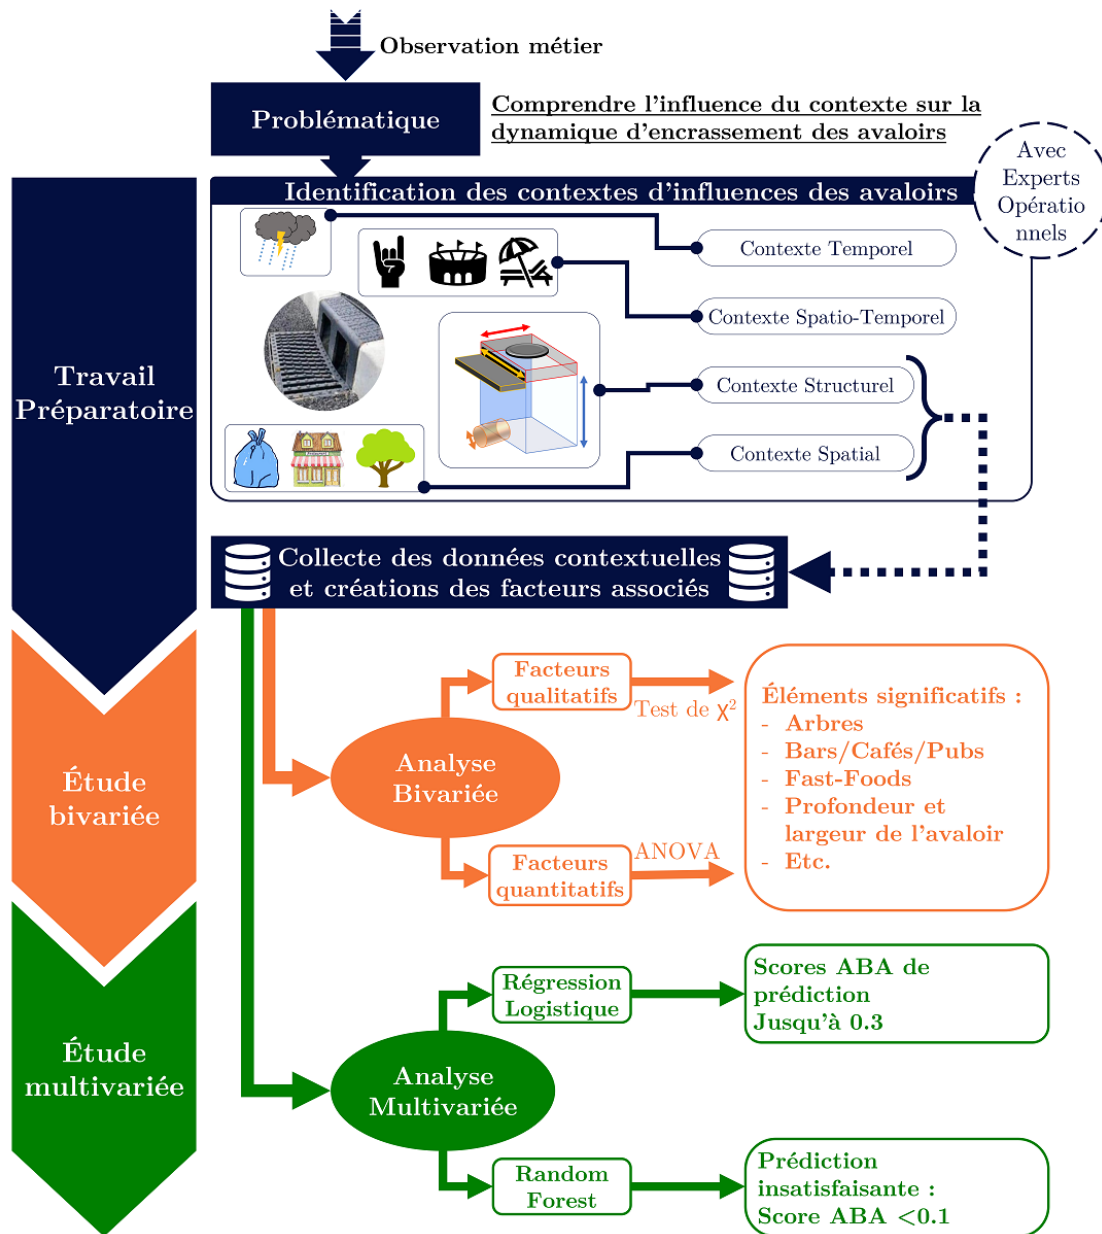 Observation métier
Problématique
Comprendre l'influence du contexte sur la
dynamique d'encrassement des avaloirs
Avec
Experts
Opératio
nnels
Identification des contextes d'influences des avaloirs
Contexte Temporel
Contexte Spatio-Temporel
Contexte Structurel
Contexte Spatial
Travail
Préparatoire
Collecte des données contextuelles
et créations des facteurs associés
Étude
bivariée
Analyse
Bivariée
Facteurs
qualitatifs
Test de χ²
Facteurs
quantitatifs
ANOVA
Éléments significatifs :
- Arbres
- Bars/Cafés/Pubs
- Fast-Foods
- Profondeur et
largeur de l'avaloir
- Etc.
Étude
multivariée
Analyse
Multivariée
Régression
Logistique
Scores ABA de
prédiction
Jusqu'à 0.3
Random
Forest
Prédiction
insatisfaisante :
Score ABA <0.1